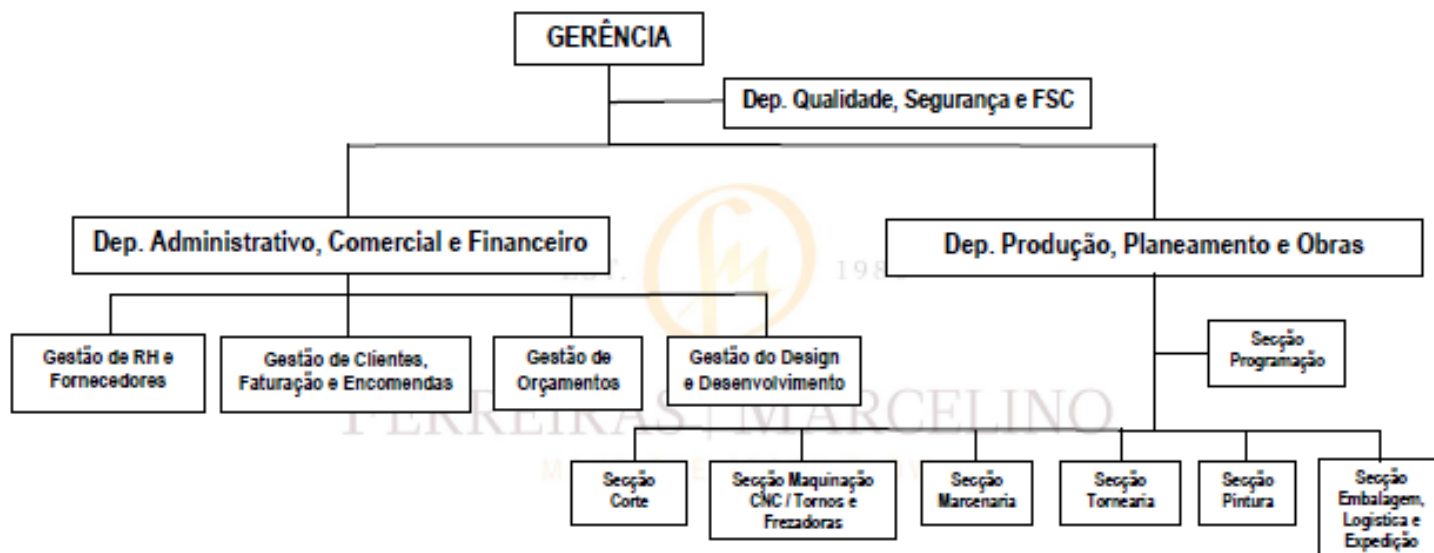 GERÊNCIA
Dep. Qualidade, Segurança e FSC
Dep. Administrativo, Comercial e Financeiro
Dep. Produção, Planeamento e Obras
EST. 198
Gestão de RH e
Fornecedores
Gestão de Clientes,
Faturação e Encomendas
Gestão de
Orçamentos
Gestão do Design
e Desenvolvimento
Secção
Programação
FERREIRAS | MARCELINO
Secção
Corte
Secção Maquinação
CNC / Tornos e
Frezadoras
Secção
Marcenaria
Secção
Tornearia
Secção
Pintura
Secção
Embalagem,
Logística e
Expedição